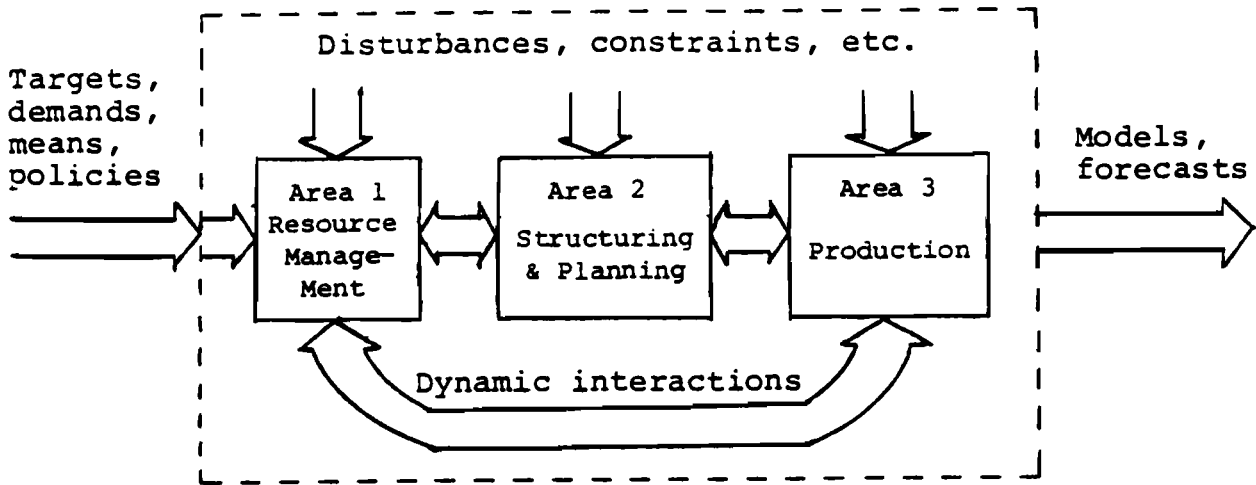 Disturbances, constraints, etc.
Targets,
demands,
means,
policies
Area 1
Resource
Manage-
Ment
Area 2
Structuring
& Planning
Area 3
Production
Models,
forecasts
Dynamic interactions